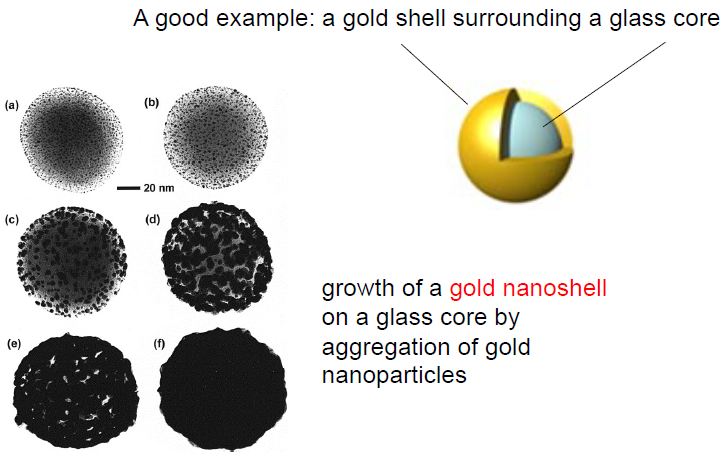 A good example: a gold shell surrounding a glass core
(a)
(b)
20 nm
(c)
(d)
growth of a gold nanoshell
on a glass core by
aggregation of gold
nanoparticles
(e)
(f)